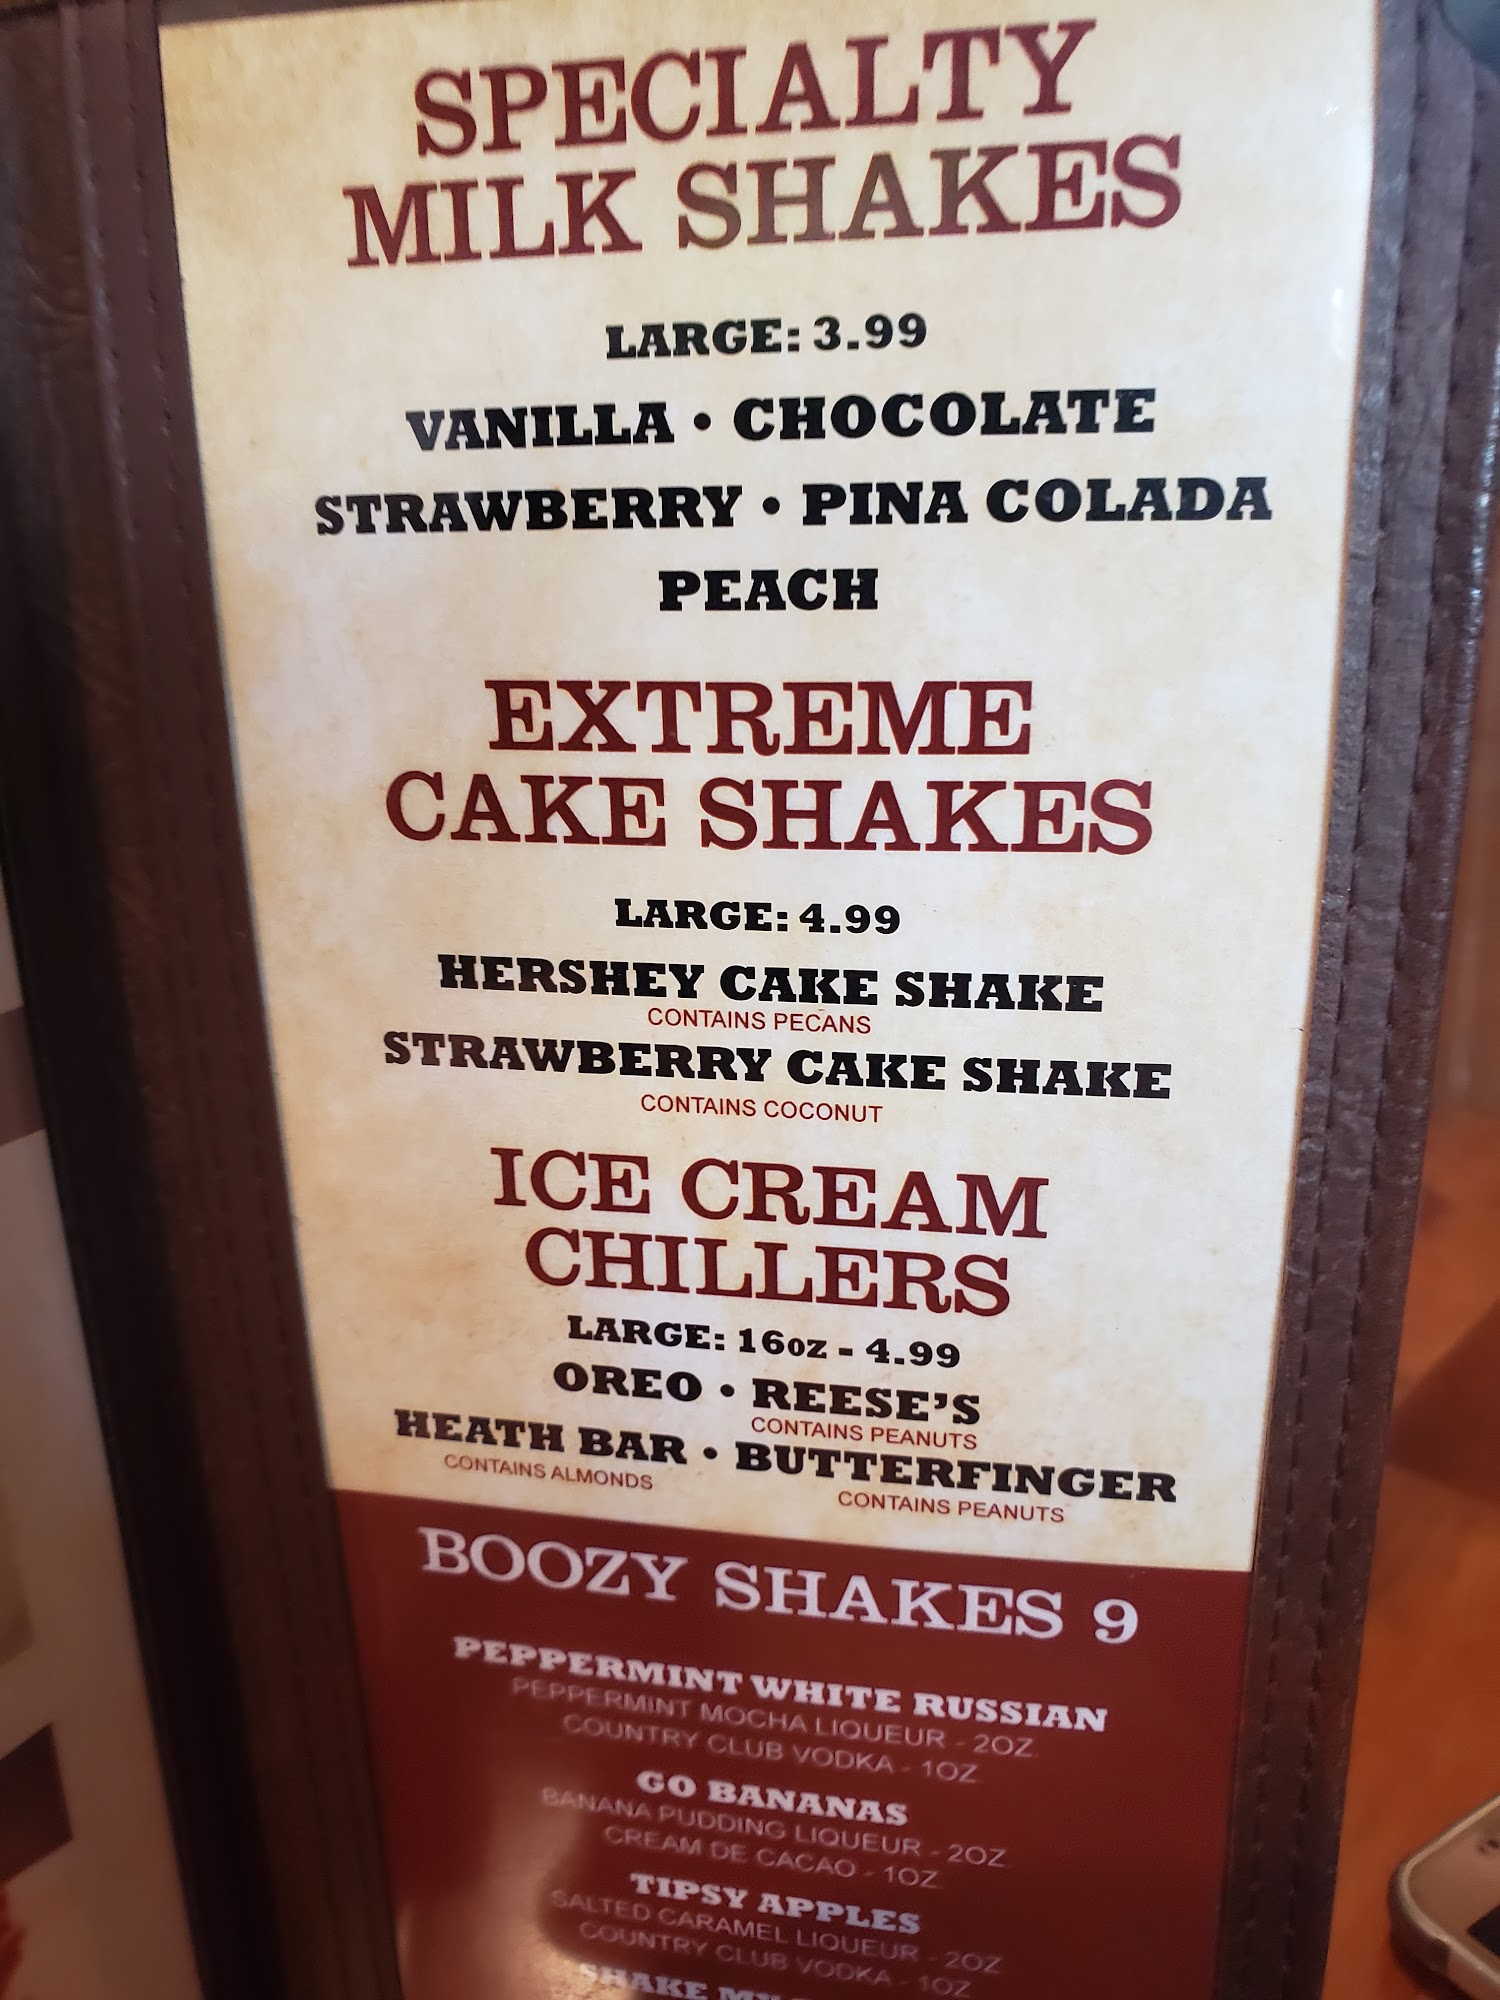 SPECIALTY
MILK SHAKES
LARGE: 3.99
VANILLA • CHOCOLATE
STRAWBERRY • PINA COLADA
PEACH
EXTREME
CAKE SHAKES
LARGE: 4.99
HERSHEY CAKE SHAKE
CONTAINS PECANS
STRAWBERRY CAKE SHAKE
CONTAINS COCONUT
ICE CREAM
CHILLERS
LARGE: 16oz - 4.99
OREO • REESE'S
CONTAINS PEANUTS
HEATH BAR • BUTTERFINGER
CONTAINS ALMONDS
CONTAINS PEANUTS
BOOZY SHAKES 9
PEPPERMINT WHITE RUSSIAN
PEPPERMINT MOCHA LIQUEUR - 2OZ
COUNTRY CLUB VODKA - 1OZ
GO BANANAS
BANANA PUDDING LIQUEUR - 2OZ
CREAM DE CACAO - 1OZ
TIPSY APPLES
SALTED CARAMEL LIQUEUR - 2OZ
COUNTRY CLUB VODKA - 1OZ
SHAKE